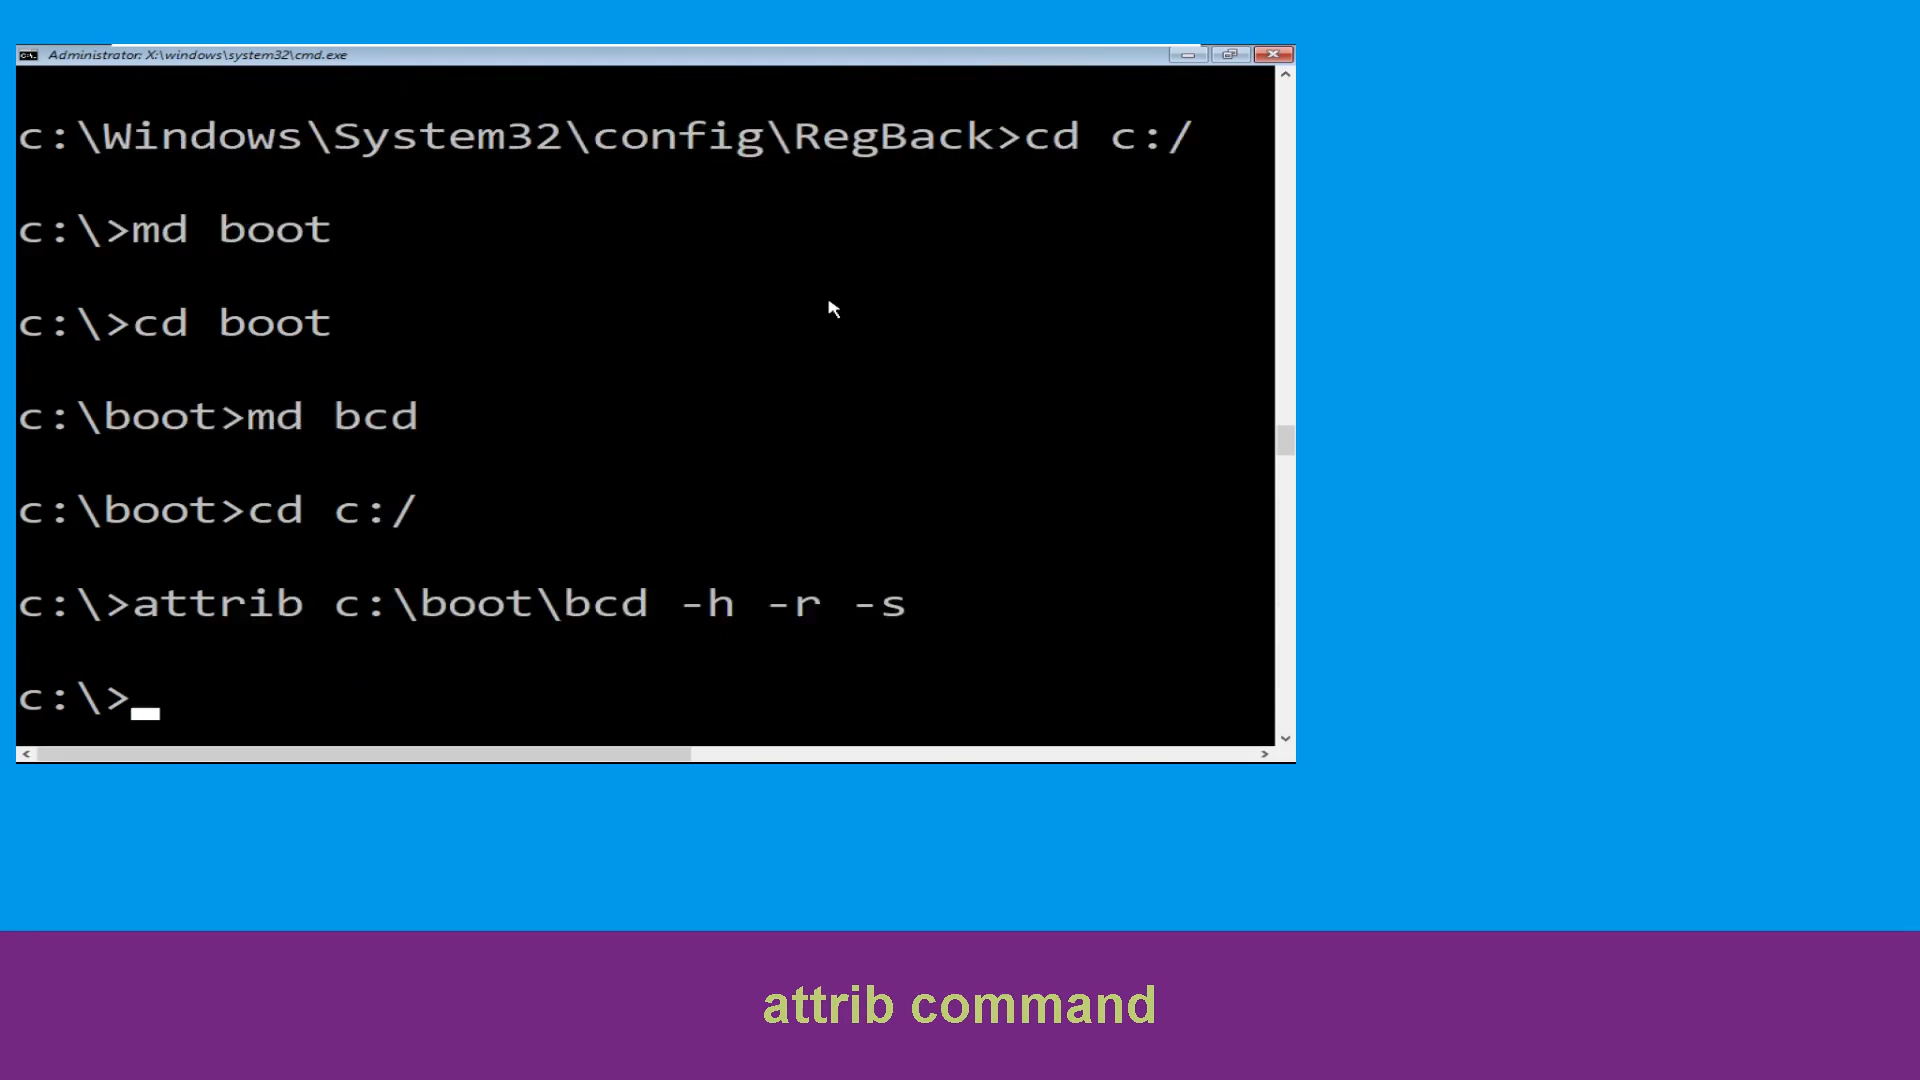 Administrator: X:\windows\system32\cmd.exe
c:\Windows\System32\config\RegBack>cd c:/
c:\>md boot
c:\>cd boot
c:\boot>md bcd
c:\boot>cd c:/
c:\>attrib c:\boot\bcd -h -r -s
c:\>
attrib command